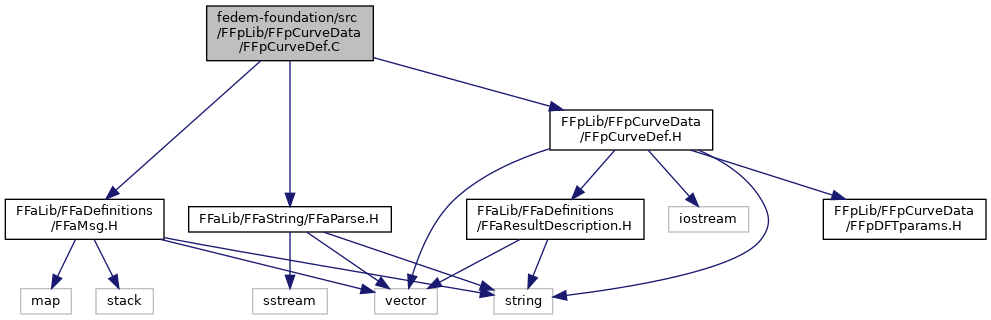 fedem-foundation/src
/FFpLib/FFpCurveData
/FFpCurveDef.C
FFpLib/FFpCurveData
/FFpCurveDef.H
FFaLib/FFaDefinitions
/FFaMsg.H
FFaLib/FFaString/FFaParse.H
FFaLib/FFaDefinitions
/FFaResultDescription.H
iostream
FFpLib/FFpCurveData
/FFpDFTparams.H
map
stack
sstream
vector
string